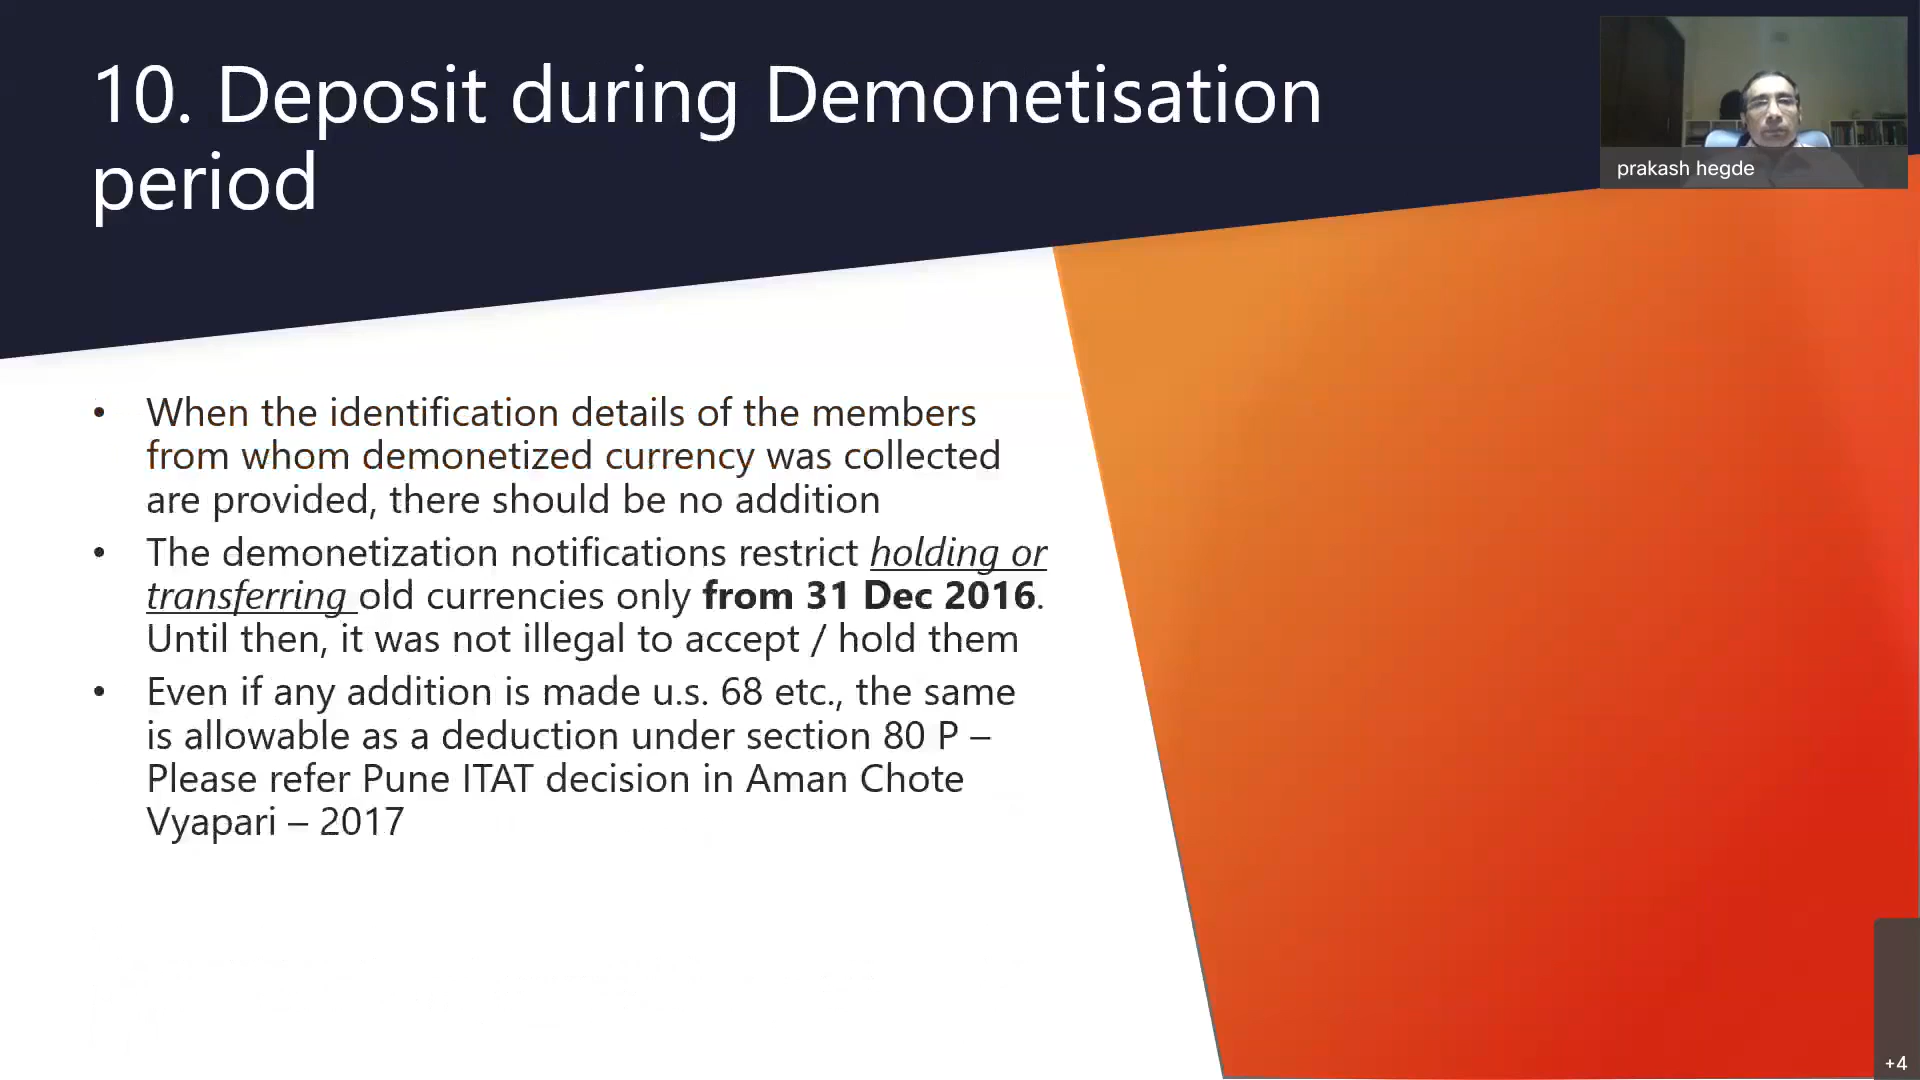 10. Deposit during Demonetisation
period
prakash hegde
• When the identification details of the members
from whom demonetized currency was collected
are provided, there should be no addition
• The demonetization notifications restrict holding or
transferring old currencies only from 31 Dec 2016.
Until then, it was not illegal to accept / hold them
• Even if any addition is made u.s. 68 etc., the same
is allowable as a deduction under section 80 P –
Please refer Pune ITAT decision in Aman Chote
Vyapari – 2017
+4